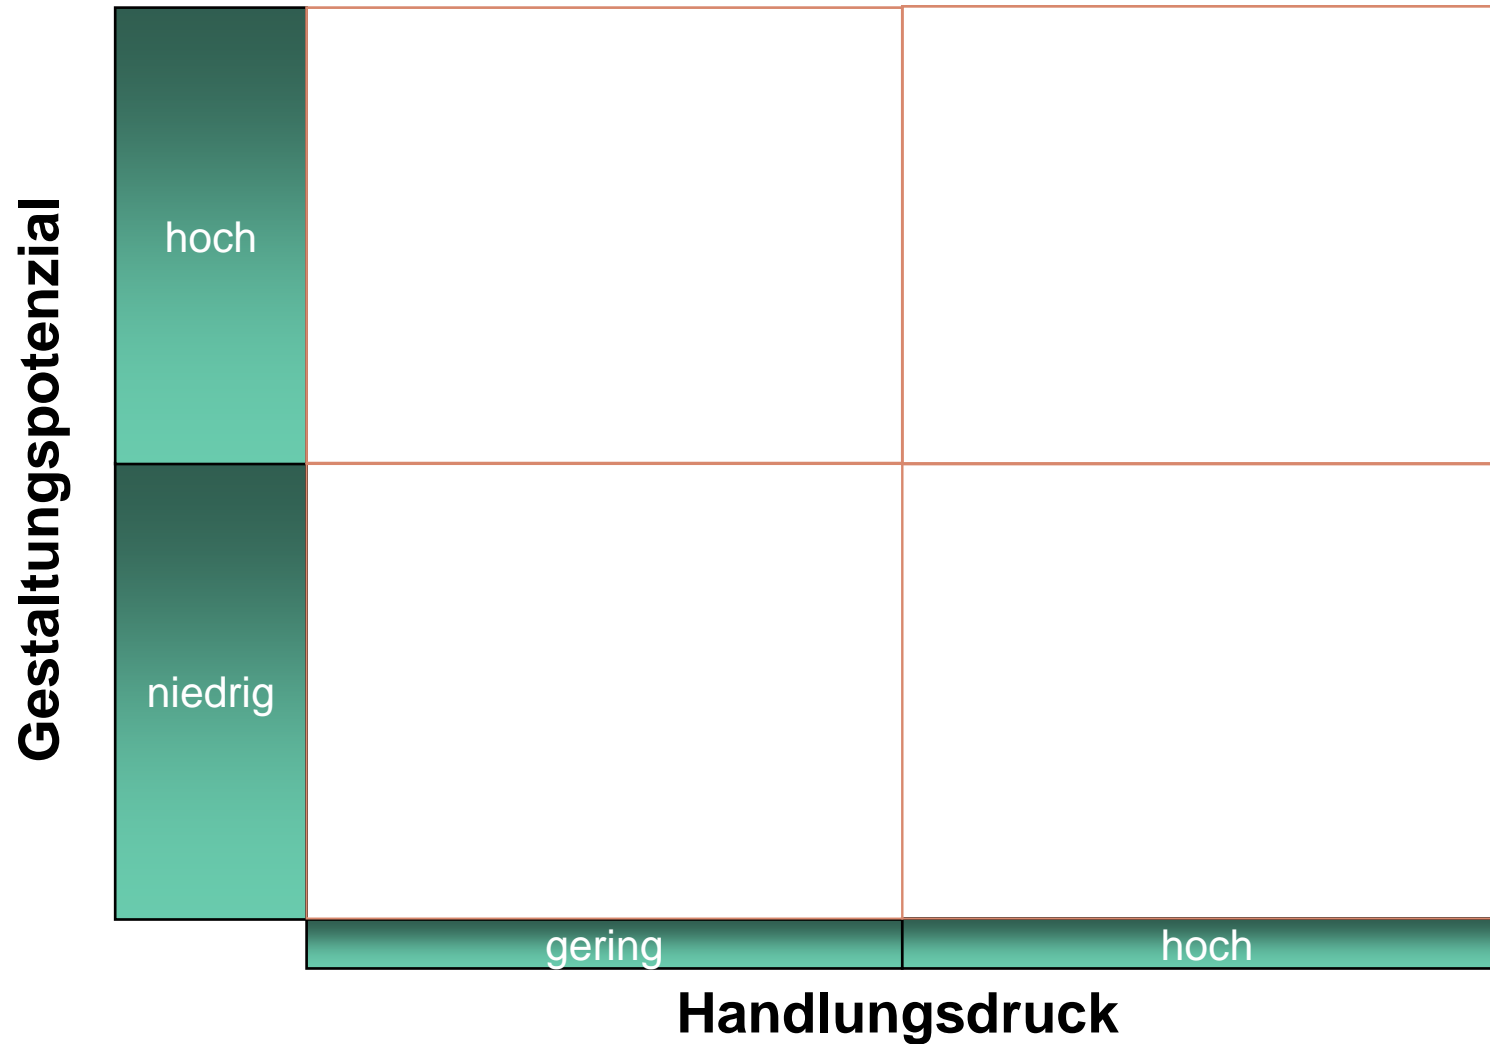 Gestaltungspotenzial
hoch
niedrig
gering
hoch
Handlungsdruck